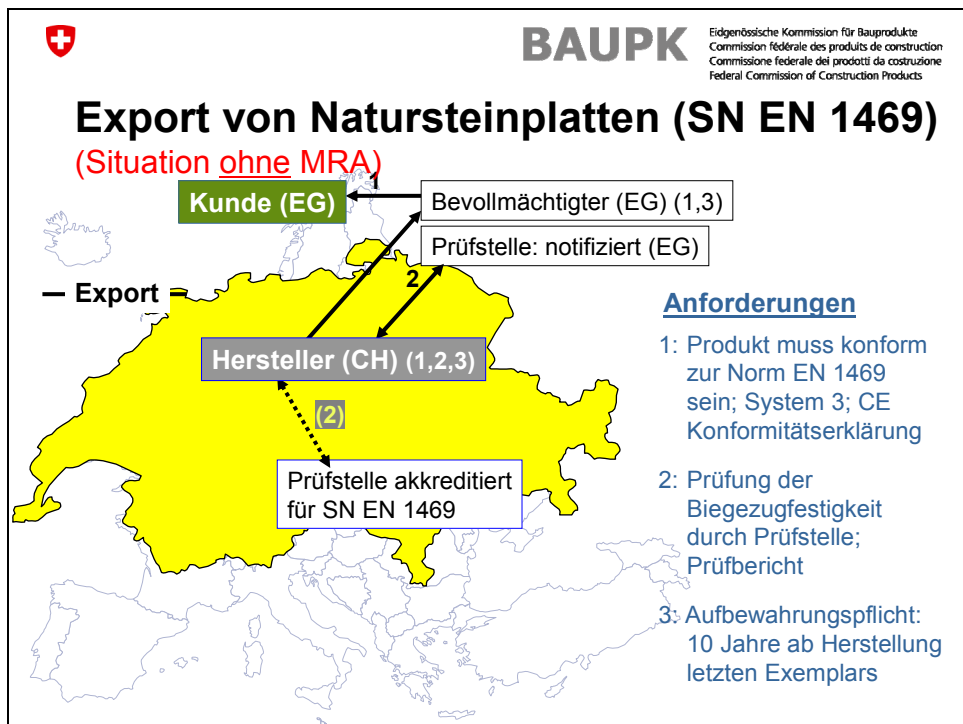 BAUPK
Eidgenössische Kommission für Bauprodukte
Commission fédérale des produits de construction
Commissione federale dei prodotti da costruzione
Federal Commission of Construction Products
Export von Natursteinplatten (SN EN 1469)
(Situation ohne MRA)
1
Kunde (EG)
Bevollmächtigter (EG) (1,3)
Prüfstelle: notifiziert (EG)
2
Export
Hersteller (CH) (1,2,3)
(2)
Prüfstelle akkreditiert
für SN EN 1469
Anforderungen
1: Produkt muss konform
zur Norm EN 1469
sein; System 3; CE
Konformitätserklärung
2: Prüfung der
Biegezugfestigkeit
durch Prüfstelle;
Prüfbericht
3: Aufbewahrungspflicht:
10 Jahre ab Herstellung
letzten Exemplars